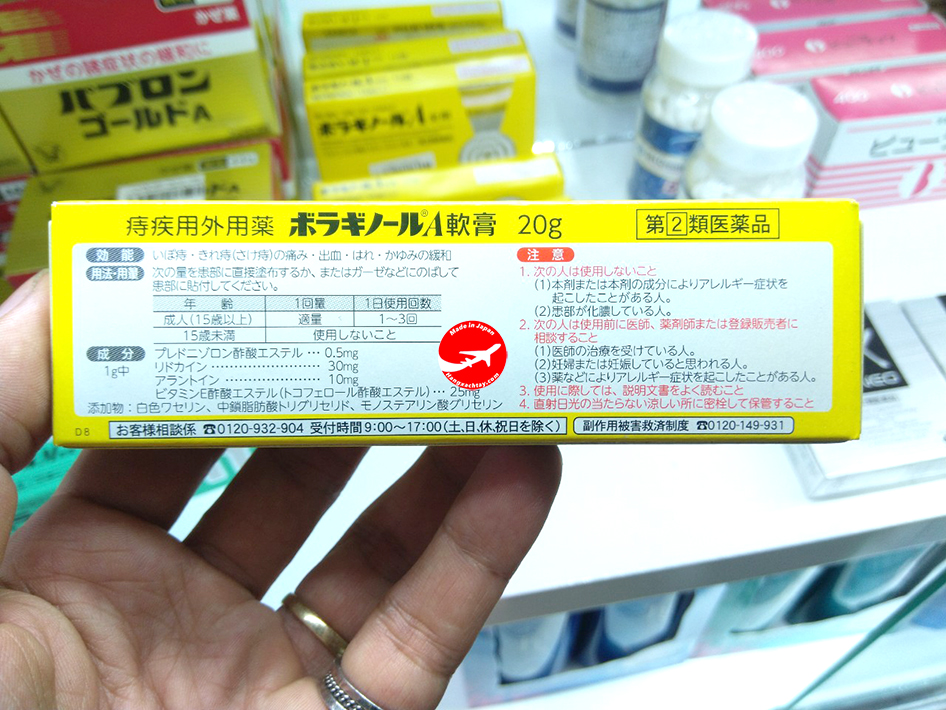 かぜ薬
かぜの諸症状の緩和に
パブロン
ゴールドA
ボラギノールA
400
400
ピュー
痔疾用外用薬 ボラギノール®A軟膏 20g 第②類医薬品
効能 いぼ痔・きれ痔(さけ痔)の痛み・出血・はれ・かゆみの緩和
用法・用量 次の量を患部に直接塗布するか、またはガーゼなどにのばして
患部に貼付してください。
年齢 1回量 1日使用回数
成人(15歳以上) 適量 1〜3回
15歳未満 使用しないこと
成分 プレドニゾロン酢酸エステル … 0.5mg
1g中 リドカイン …………………… 30mg
アラントイン ………………… 10mg
ビタミンE酢酸エステル(トコフェロール酢酸エステル)… 25mg
添加物:白色ワセリン、中鎖脂肪酸トリグリセリド、モノステアリン酸グリセリン
注意
1. 次の人は使用しないこと
(1)本剤または本剤の成分によりアレルギー症状を
起こしたことがある人。
(2)患部が化膿している人。
2. 次の人は使用前に医師、薬剤師または登録販売者に
相談すること
(1)医師の治療を受けている人。
(2)妊婦または妊娠していると思われる人。
(3)薬などによりアレルギー症状を起こしたことがある人。
3. 使用に際しては、説明文書をよく読むこと
4. 直射日光の当たらない涼しい所に密栓して保管すること
D8
お客様相談係 ☎0120-932-904 受付時間9:00〜17:00(土、日、休、祝日を除く)
副作用被害救済制度 ☎0120-149-931
Made in Japan
Hangxachtay.com